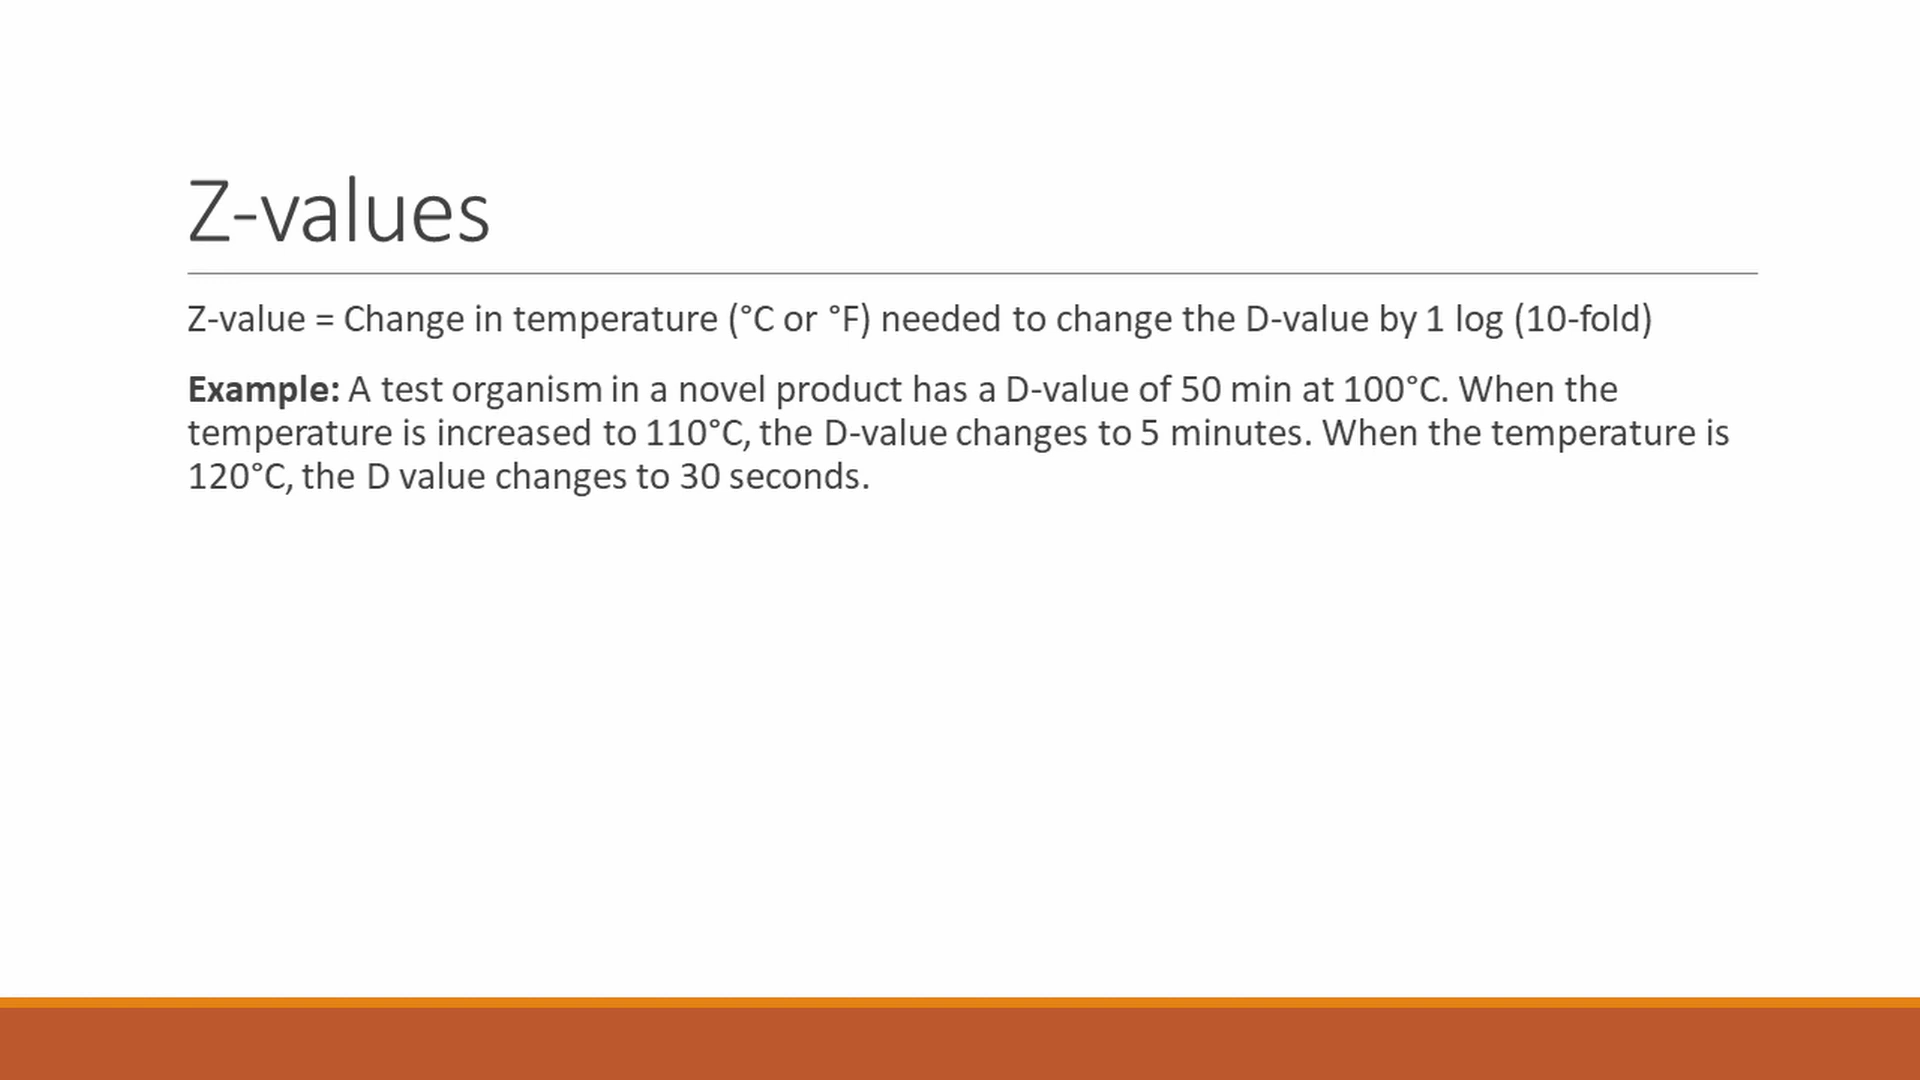 Z-values
Z-value = Change in temperature (°C or °F) needed to change the D-value by 1 log (10-fold)
Example: A test organism in a novel product has a D-value of 50 min at 100°C. When the
temperature is increased to 110°C, the D-value changes to 5 minutes. When the temperature is
120°C, the D value changes to 30 seconds.